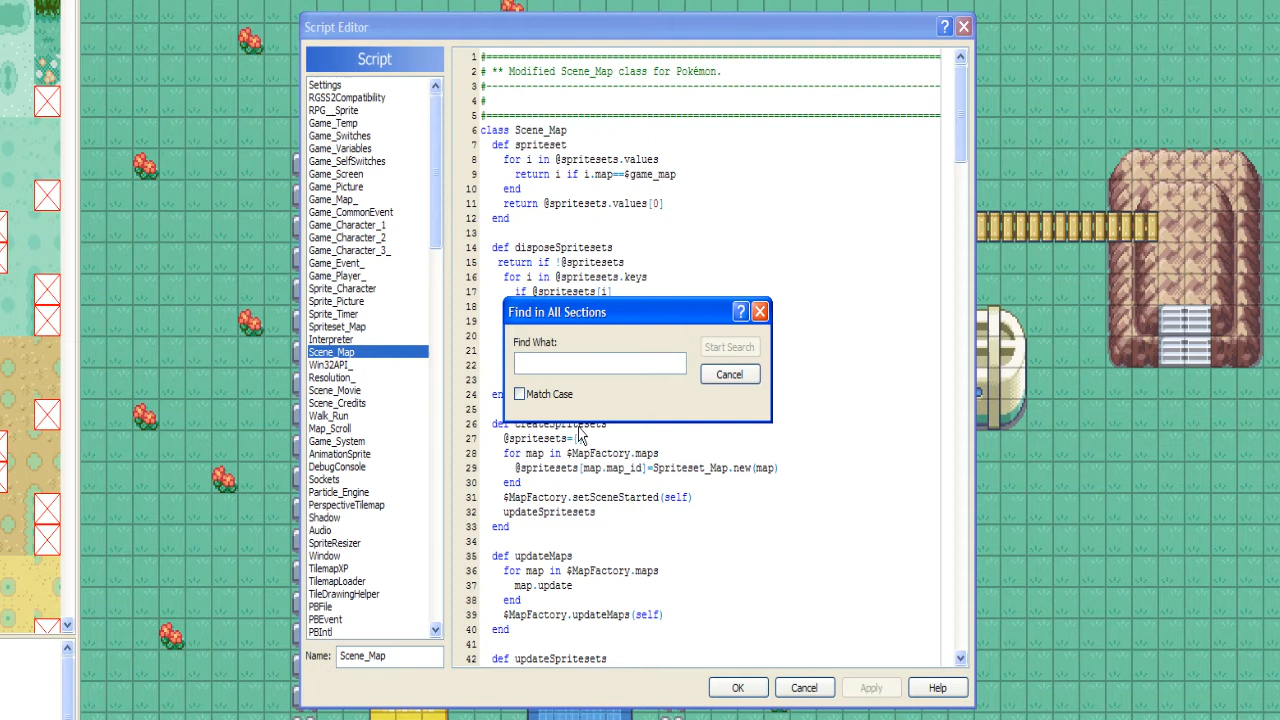 Script Editor
Script
Settings
RGSS2Compatibility
RPG__Sprite
Game_Temp
Game_Switches
Game_Variables
Game_SelfSwitches
Game_Screen
Game_Picture
Game_Map_
Game_CommonEvent
Game_Character_1
Game_Character_2
Game_Character_3_
Game_Event_
Game_Player_
Sprite_Character
Sprite_Picture
Sprite_Timer
Spriteset_Map
Interpreter
Scene_Map
Win32API_
Resolution_
Scene_Movie
Scene_Credits
Walk_Run
Map_Scroll
Game_System
AnimationSprite
DebugConsole
Sockets
Particle_Engine
PerspectiveTilemap
Shadow
Audio
SpriteResizer
Window
TilemapXP
TilemapLoader
TileDrawingHelper
PBFile
PBEvent
PBIntl
Name: Scene_Map
1 #===============================================================================
2 # ** Modified Scene_Map class for Pokémon.
3 #-------------------------------------------------------------------------------
4 #
5 #===============================================================================
6 class Scene_Map
7 def spriteset
8 for i in @spritesets.values
9 return i if i.map==$game_map
10 end
11 return @spritesets.values[0]
12 end
13
14 def disposeSpritesets
15 return if !@spritesets
16 for i in @spritesets.keys
17 if @spritesets[i]
18
19
20
21
22
23
24 end
25
26 def createSpritesets
27 @spritesets=[
28 for map in $MapFactory.maps
29 @spritesets[map.map_id]=Spriteset_Map.new(map)
30 end
31 $MapFactory.setSceneStarted(self)
32 updateSpritesets
33 end
34
35 def updateMaps
36 for map in $MapFactory.maps
37 map.update
38 end
39 $MapFactory.updateMaps(self)
40 end
41
42 def updateSpritesets
Find in All Sections
Find What:
Start Search
Cancel
Match Case
OK
Cancel
Apply
Help